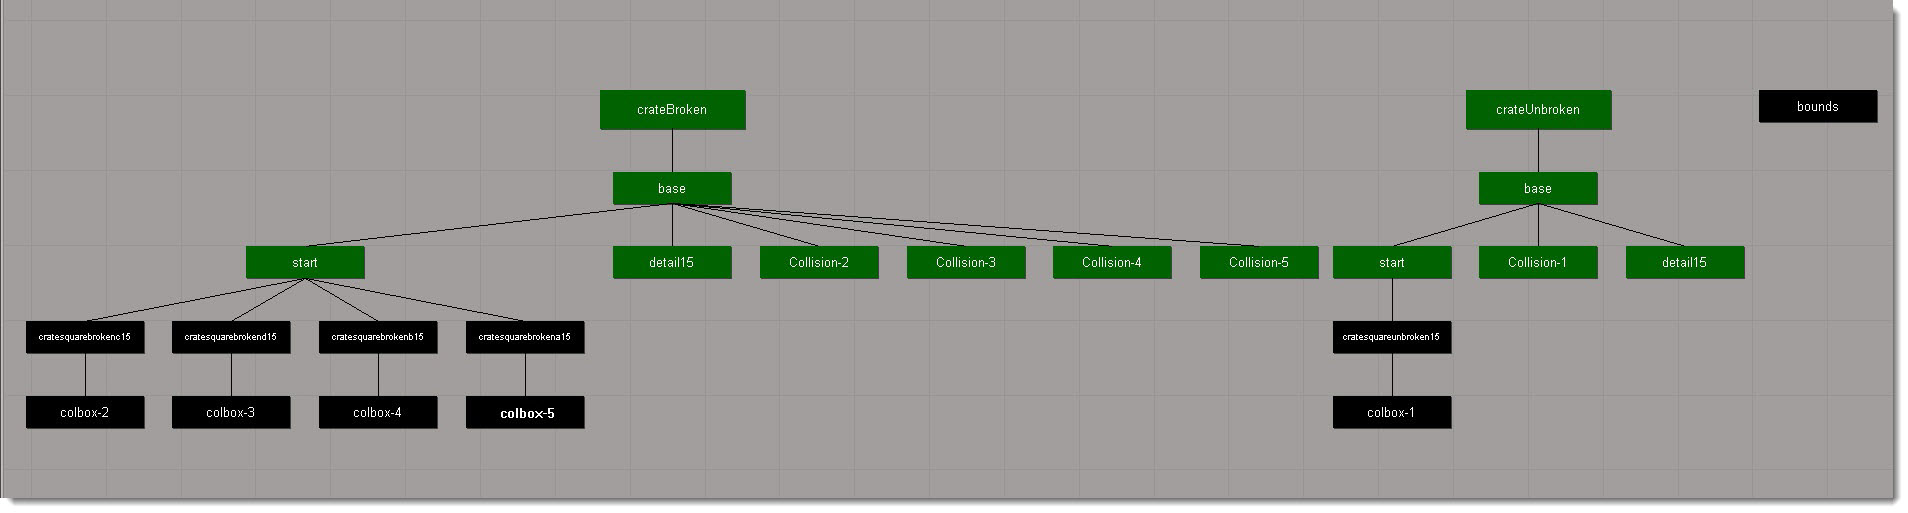 crateBroken
crateUnbroken
bounds
base
base
start
detail15
Collision-2
Collision-3
Collision-4
Collision-5
start
Collision-1
detail15
cratesquarebrokenc15
cratesquarebrokend15
cratesquarebrokenb15
cratesquarebrokena15
cratesquareunbroken15
colbox-2
colbox-3
colbox-4
colbox-5
colbox-1